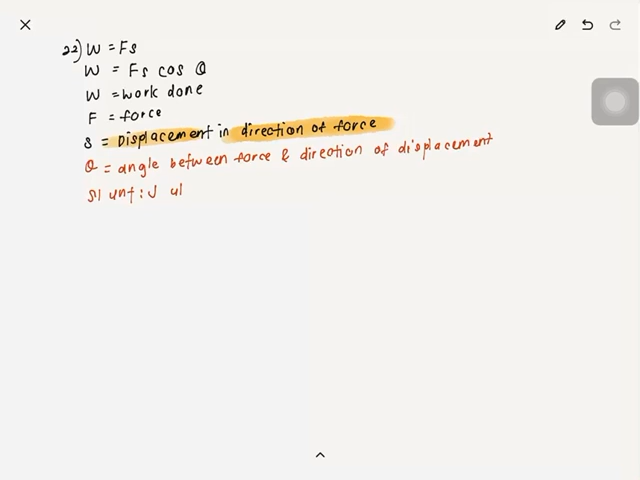 22) W = Fs
W = Fs cos θ
W = work done
F = force
s = Displacement in direction of force
θ = angle between force & direction of displacement
SI unt : J